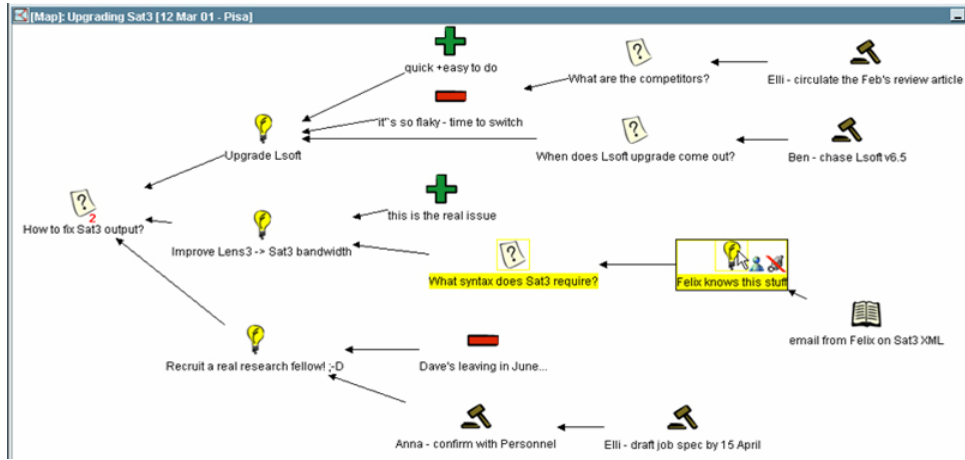 [Map]: Upgrading Sat3 [12 Mar 01 - Pisa]
quick +easy to do
What are the competitors?
Elli - circulate the Feb's review article
it"s so flaky - time to switch
Upgrade Lsoft
When does Lsoft upgrade come out?
Ben - chase Lsoft v6.5
2
How to fix Sat3 output?
this is the real issue
Improve Lens3 -> Sat3 bandwidth
What syntax does Sat3 require?
Felix knows this stuff
email from Felix on Sat3 XML
Recruit a real research fellow! ;-D
Dave's leaving in June...
Anna - confirm with Personnel
Elli - draft job spec by 15 April